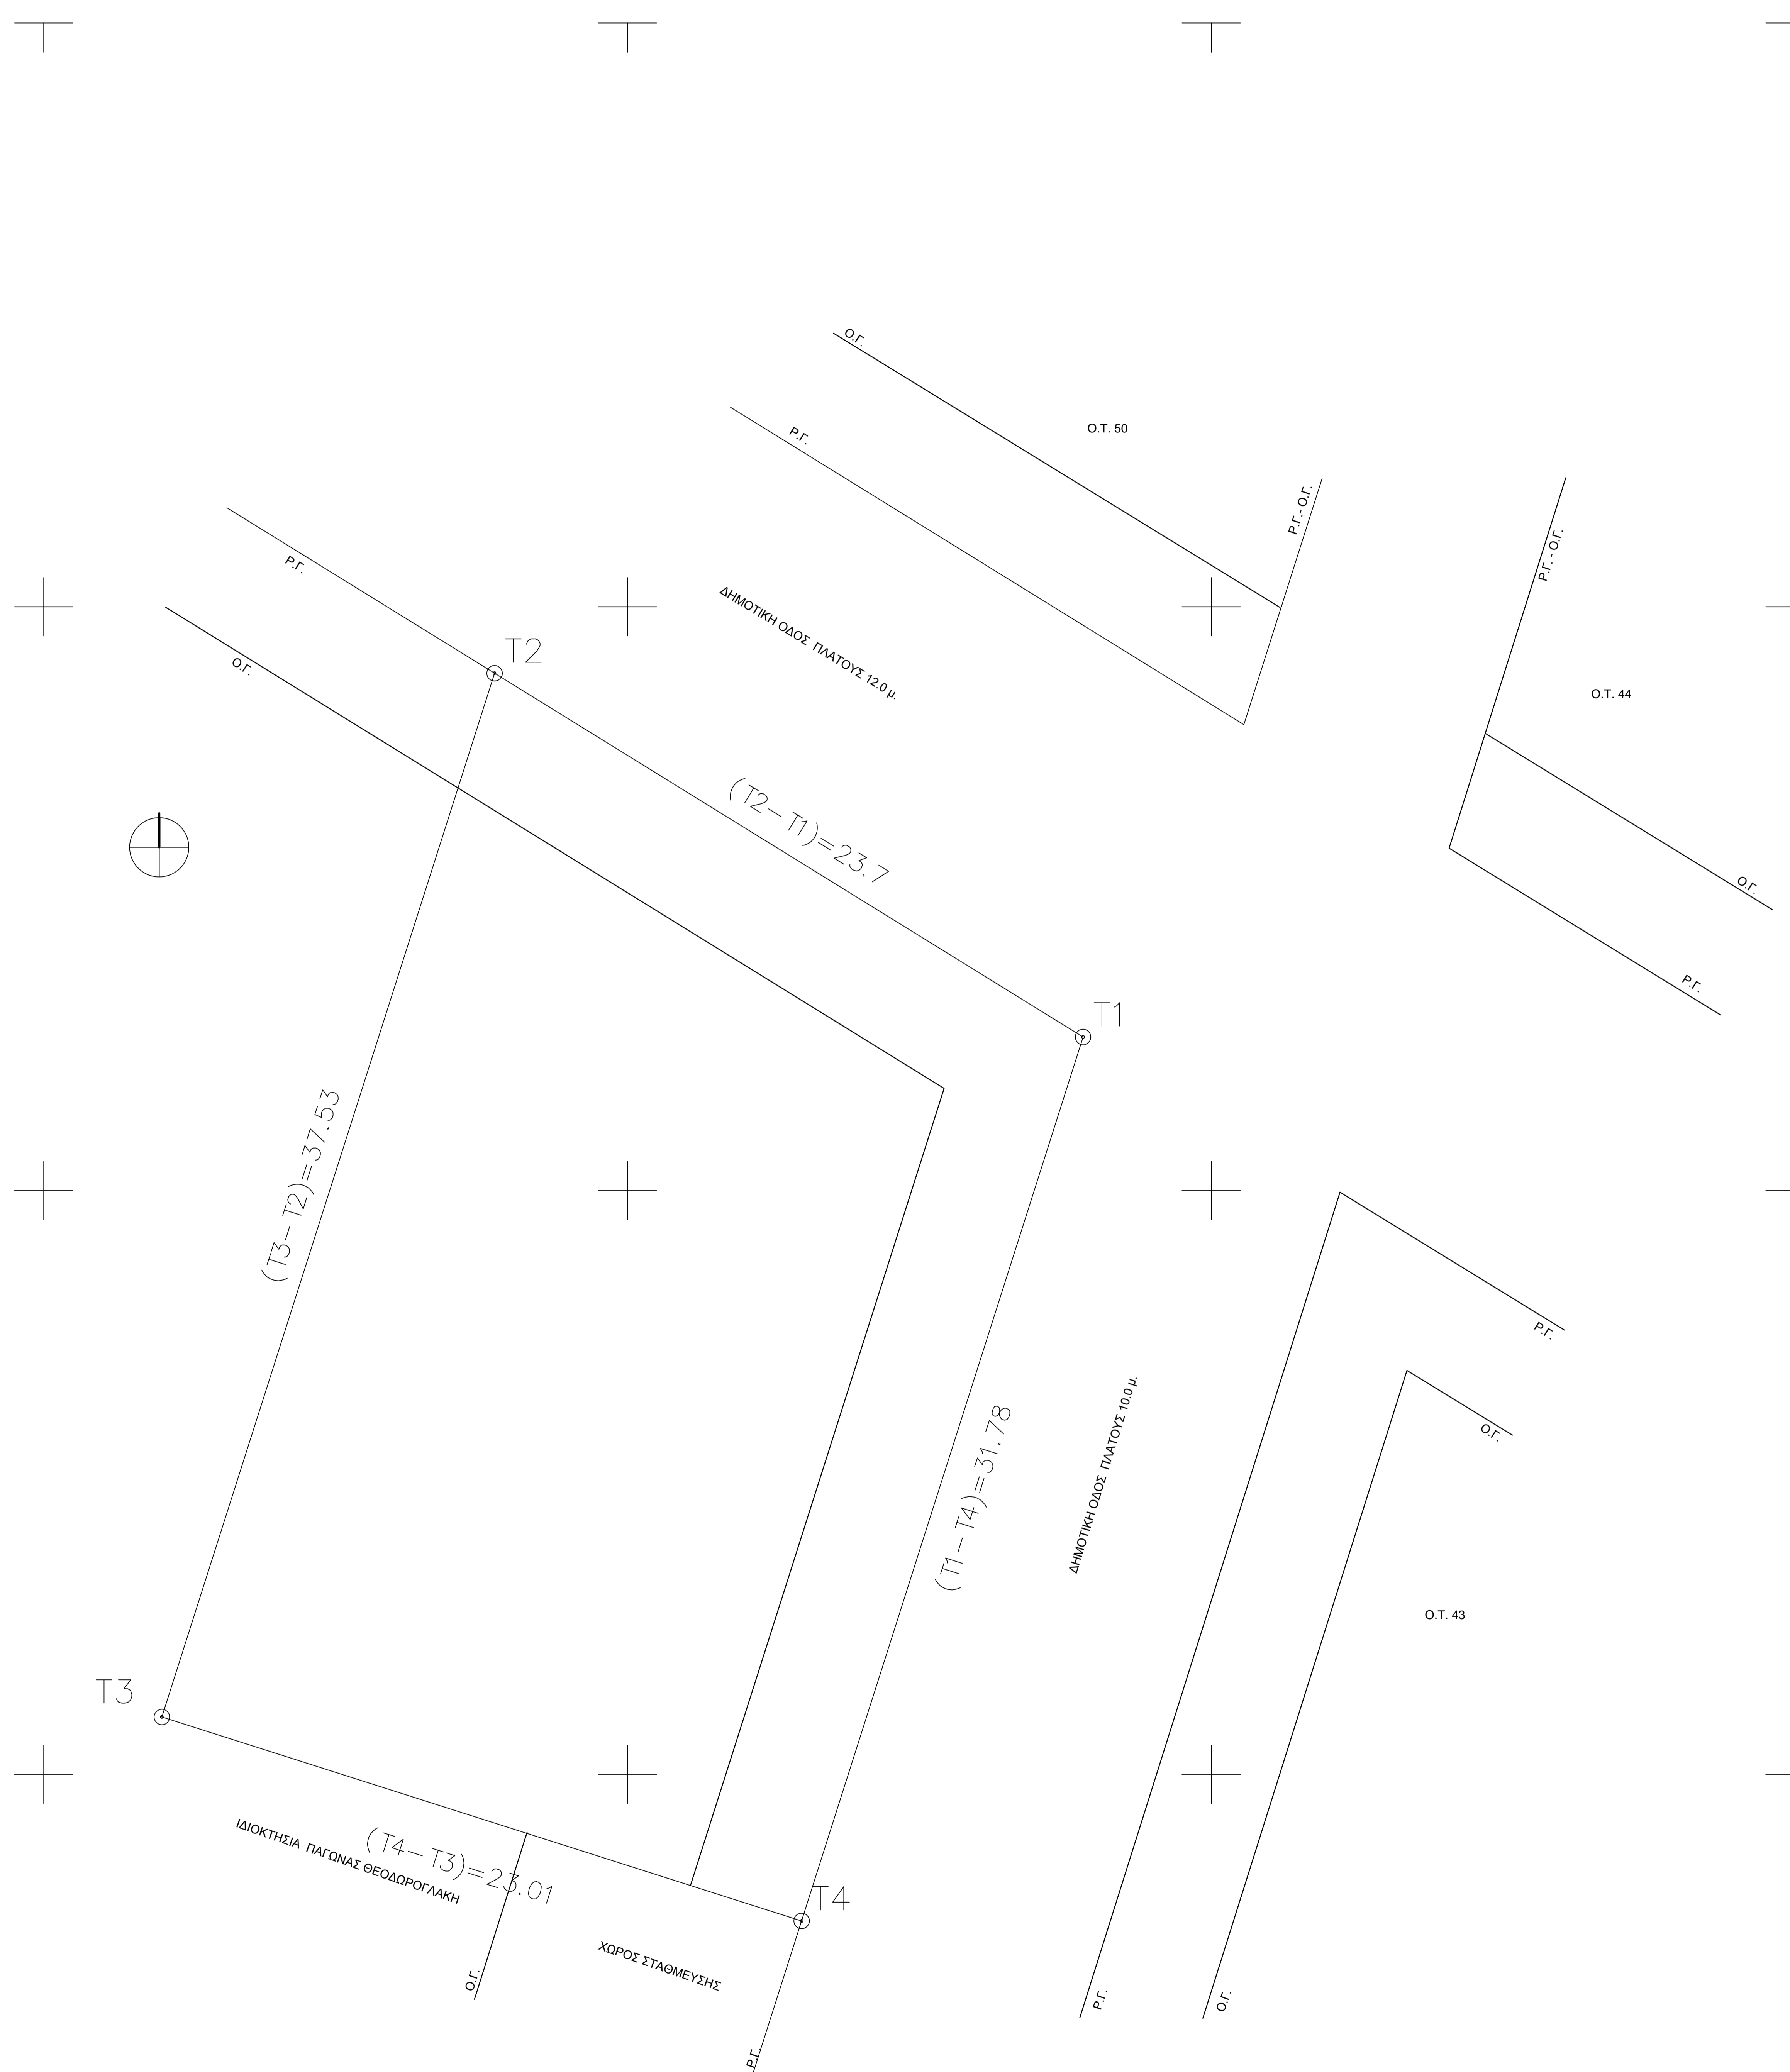 Ο.Γ.
Ο.Τ. 50
Ρ.Γ.
Ρ.Γ.- Ο.Γ.
Ρ.Γ. - Ο.Γ.
Ρ.Γ.
ΔΗΜΟΤΙΚΗ ΟΔΟΣ ΠΛΑΤΟΥΣ 12.0 μ.
T2
Ο.Γ.
Ο.Τ. 44
(T2-T1)=23.7
Ο.Γ.
Ρ.Γ.
T1
(T3-T2)=37.53
Ρ.Γ.
Ο.Γ.
(T1-T4)=31.78
ΔΗΜΟΤΙΚΗ ΟΔΟΣ ΠΛΑΤΟΥΣ 10.0 μ.
Ο.Τ. 43
T3
(T4-T3)=23.01
ΙΔΙΟΚΤΗΣΙΑ ΠΑΓΩΝΑΣ ΘΕΟΔΩΡΟΓΛΑΚΗ
T4
ΧΩΡΟΣ ΣΤΑΘΜΕΥΣΗΣ
Ο.Γ.
Ρ.Γ.
Ο.Γ.
Ρ.Γ.